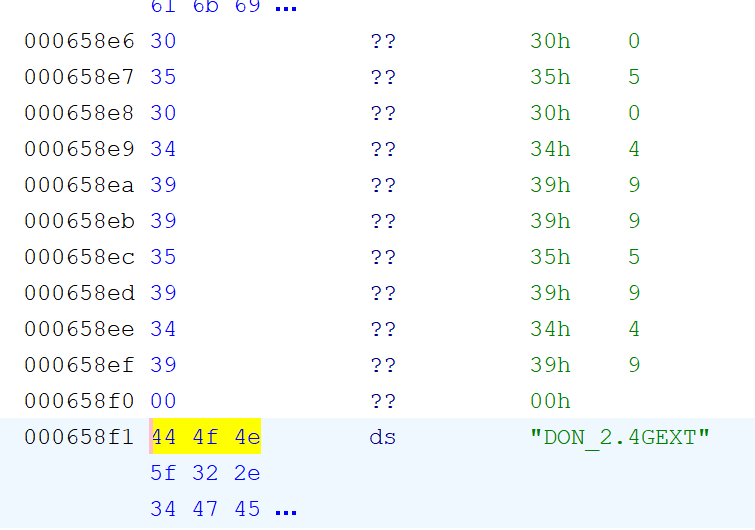 61 6b 69 ...
000658e6 30 ?? 30h 0
000658e7 35 ?? 35h 5
000658e8 30 ?? 30h 0
000658e9 34 ?? 34h 4
000658ea 39 ?? 39h 9
000658eb 39 ?? 39h 9
000658ec 35 ?? 35h 5
000658ed 39 ?? 39h 9
000658ee 34 ?? 34h 4
000658ef 39 ?? 39h 9
000658f0 00 ?? 00h
000658f1 44 4f 4e ds "DON_2.4GEXT"
5f 32 2e
34 47 45 ...